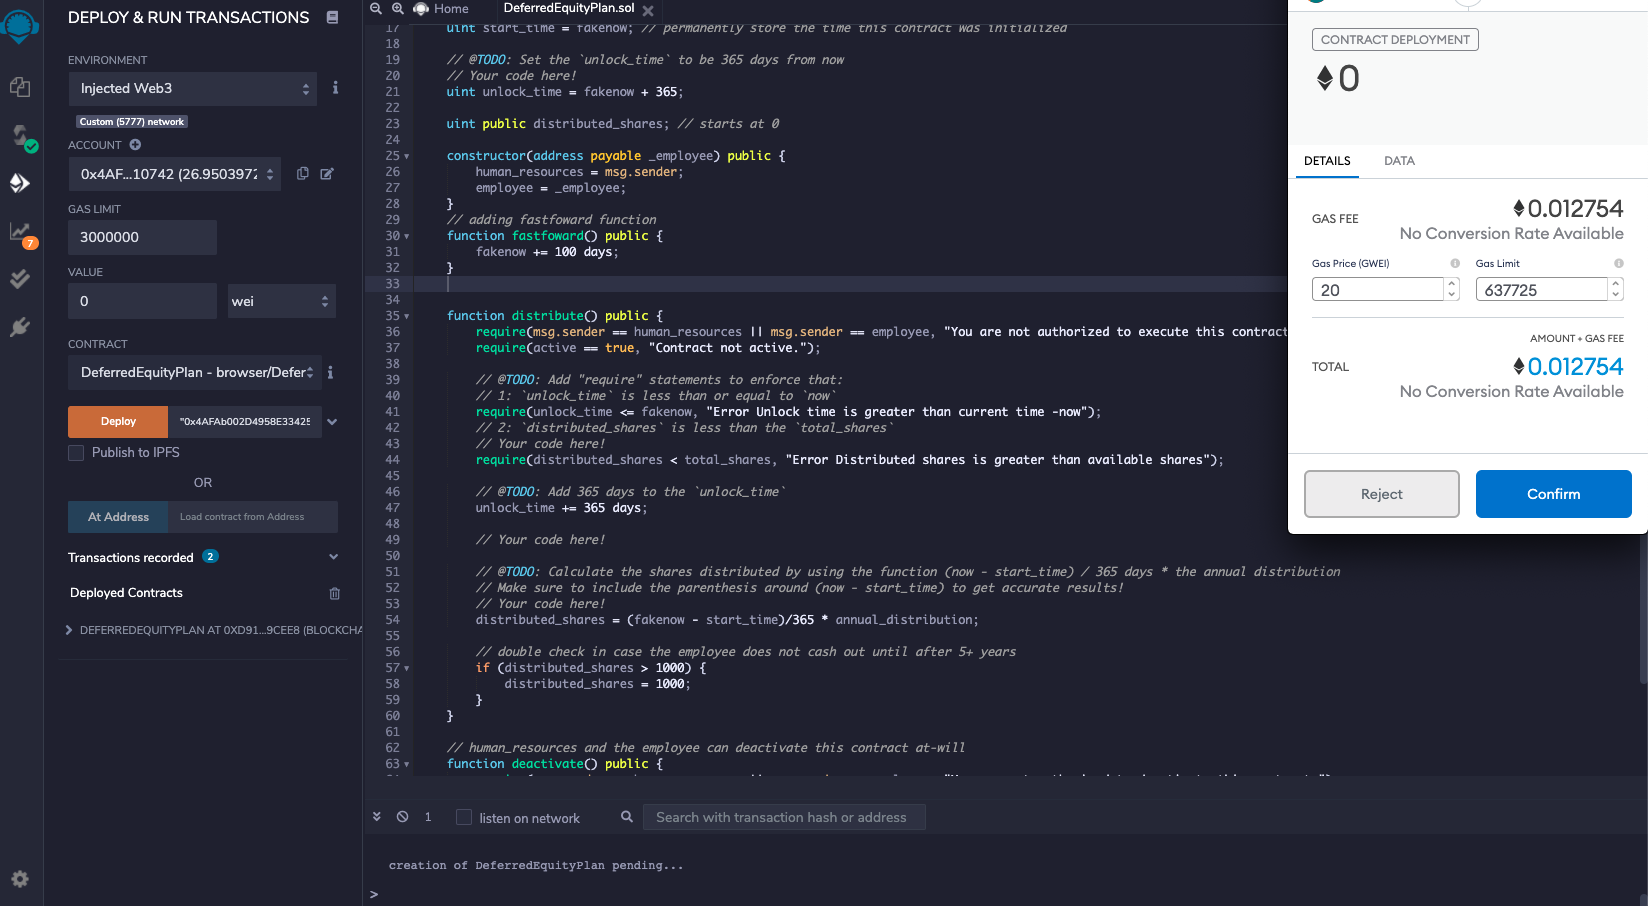 DEPLOY & RUN TRANSACTIONS
ENVIRONMENT
Injected Web3
i
Custom (5777) network
ACCOUNT
0x4AF...10742 (26.9503972
GAS LIMIT
3000000
VALUE
0
wei
CONTRACT
DeferredEquityPlan - browser/Defer
i
Deploy
"0x4AFAb002D4958E33425
Publish to IPFS
OR
At Address
Load contract from Address
Transactions recorded 2
Deployed Contracts
DEFERREDEQUITYPLAN AT 0XD91...9CEE8 (BLOCKCHA
7
Home
DeferredEquityPlan.sol
17 uint start_time = fakenow; // permanently store the time this contract was initialized
18
19 // @TODO: Set the `unlock_time` to be 365 days from now
20 // Your code here!
21 uint unlock_time = fakenow + 365;
22
23 uint public distributed_shares; // starts at 0
24
25 constructor(address payable _employee) public {
26 human_resources = msg.sender;
27 employee = _employee;
28 }
29 // adding fastfoward function
30 function fastfoward() public {
31 fakenow += 100 days;
32 }
33
34
35 function distribute() public {
36 require(msg.sender == human_resources || msg.sender == employee, "You are not authorized to execute this contract
37 require(active == true, "Contract not active.");
38
39 // @TODO: Add "require" statements to enforce that:
40 // 1: `unlock_time` is less than or equal to `now`
41 require(unlock_time <= fakenow, "Error Unlock time is greater than current time -now");
42 // 2: `distributed_shares` is less than the `total_shares`
43 // Your code here!
44 require(distributed_shares < total_shares, "Error Distributed shares is greater than available shares");
45
46 // @TODO: Add 365 days to the `unlock_time`
47 unlock_time += 365 days;
48
49 // Your code here!
50
51 // @TODO: Calculate the shares distributed by using the function (now - start_time) / 365 days * the annual distribution
52 // Make sure to include the parenthesis around (now - start_time) to get accurate results!
53 // Your code here!
54 distributed_shares = (fakenow - start_time)/365 * annual_distribution;
55
56 // double check in case the employee does not cash out until after 5+ years
57 if (distributed_shares > 1000) {
58 distributed_shares = 1000;
59 }
60 }
61
62 // human_resources and the employee can deactivate this contract at-will
63 function deactivate() public {
1
listen on network
Search with transaction hash or address
creation of DeferredEquityPlan pending...
>
CONTRACT DEPLOYMENT
0
DETAILS
DATA
GAS FEE
0.012754
No Conversion Rate Available
Gas Price (GWEI)
Gas Limit
20
637725
AMOUNT + GAS FEE
TOTAL
0.012754
No Conversion Rate Available
Reject
Confirm